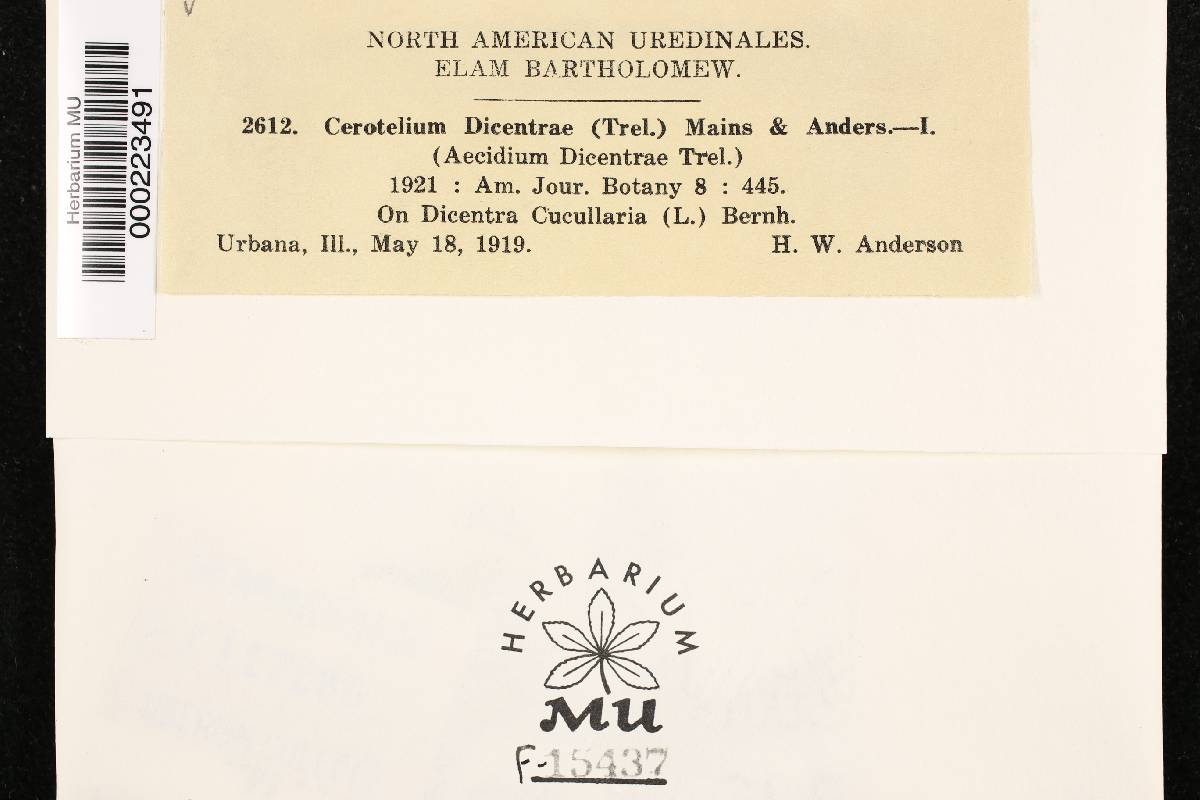 NORTH AMERICAN UREDINALES.
ELAM BARTHOLOMEW.
2612. Cerotelium Dicentrae (Trel.) Mains & Anders.—I.
(Aecidium Dicentrae Trel.)
1921 : Am. Jour. Botany 8 : 445.
On Dicentra Cucullaria (L.) Bernh.
Urbana, Ill., May 18, 1919. H. W. Anderson
Herbarium MU
000223491
HERBARIUM
MU
F-15437